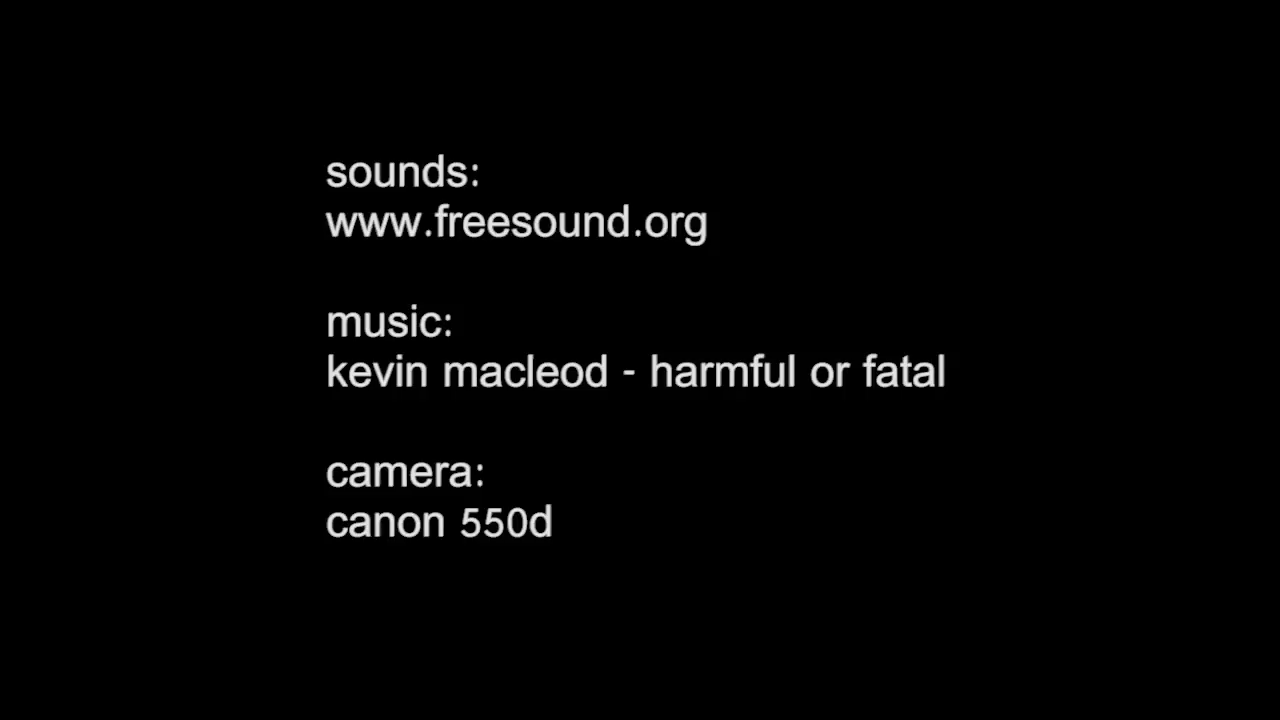 sounds:
www.freesound.org
music:
kevin macleod - harmful or fatal
camera:
canon 550d